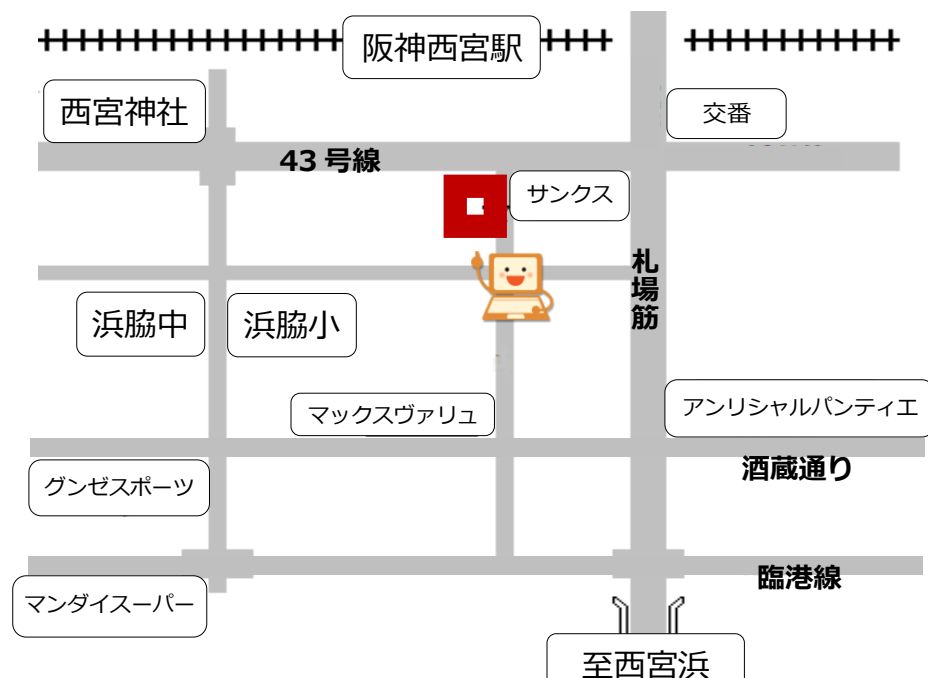 阪神西宮駅
西宮神社
交番
43号線
サンクス
札場筋
浜脇中
浜脇小
マックスヴァリュ
アンリシャルパンティエ
酒蔵通り
グンゼスポーツ
臨港線
マンダイスーパー
至西宮浜